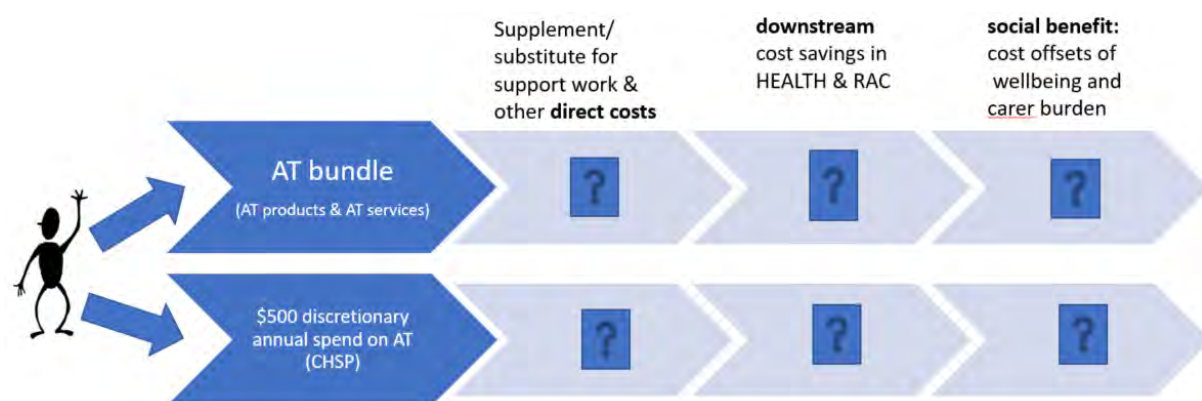 Supplement/
substitute for
support work &
other direct costs
downstream
cost savings in
HEALTH & RAC
social benefit:
cost offsets of
wellbeing and
carer burden
AT bundle
(AT products & AT services)
?
?
?
$500 discretionary
annual spend on AT
(CHSP)
?
?
?